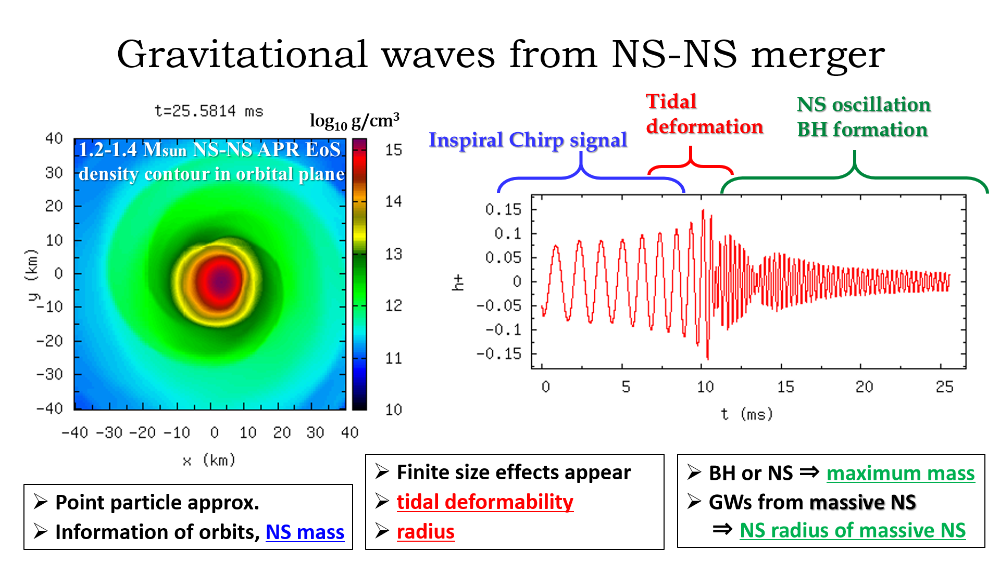 Gravitational waves from NS-NS merger
t=25.5814 ms
log10 g/cm3
1.2-1.4 Msun NS-NS APR EoS
density contour in orbital plane
40
30
20
10
0
-10
-20
-30
-40
y (km)
-40 -30 -20 -10 0 10 20 30 40
x (km)
15
14
13
12
11
10
Inspiral Chirp signal
Tidal
deformation
NS oscillation
BH formation
0.15
0.1
0.05
0
-0.05
-0.1
-0.15
h+
0 5 10 15 20 25
t (ms)
➢ Point particle approx.
➢ Information of orbits, NS mass
➢ Finite size effects appear
➢ tidal deformability
➢ radius
➢ BH or NS ⇒ maximum mass
➢ GWs from massive NS
⇒ NS radius of massive NS